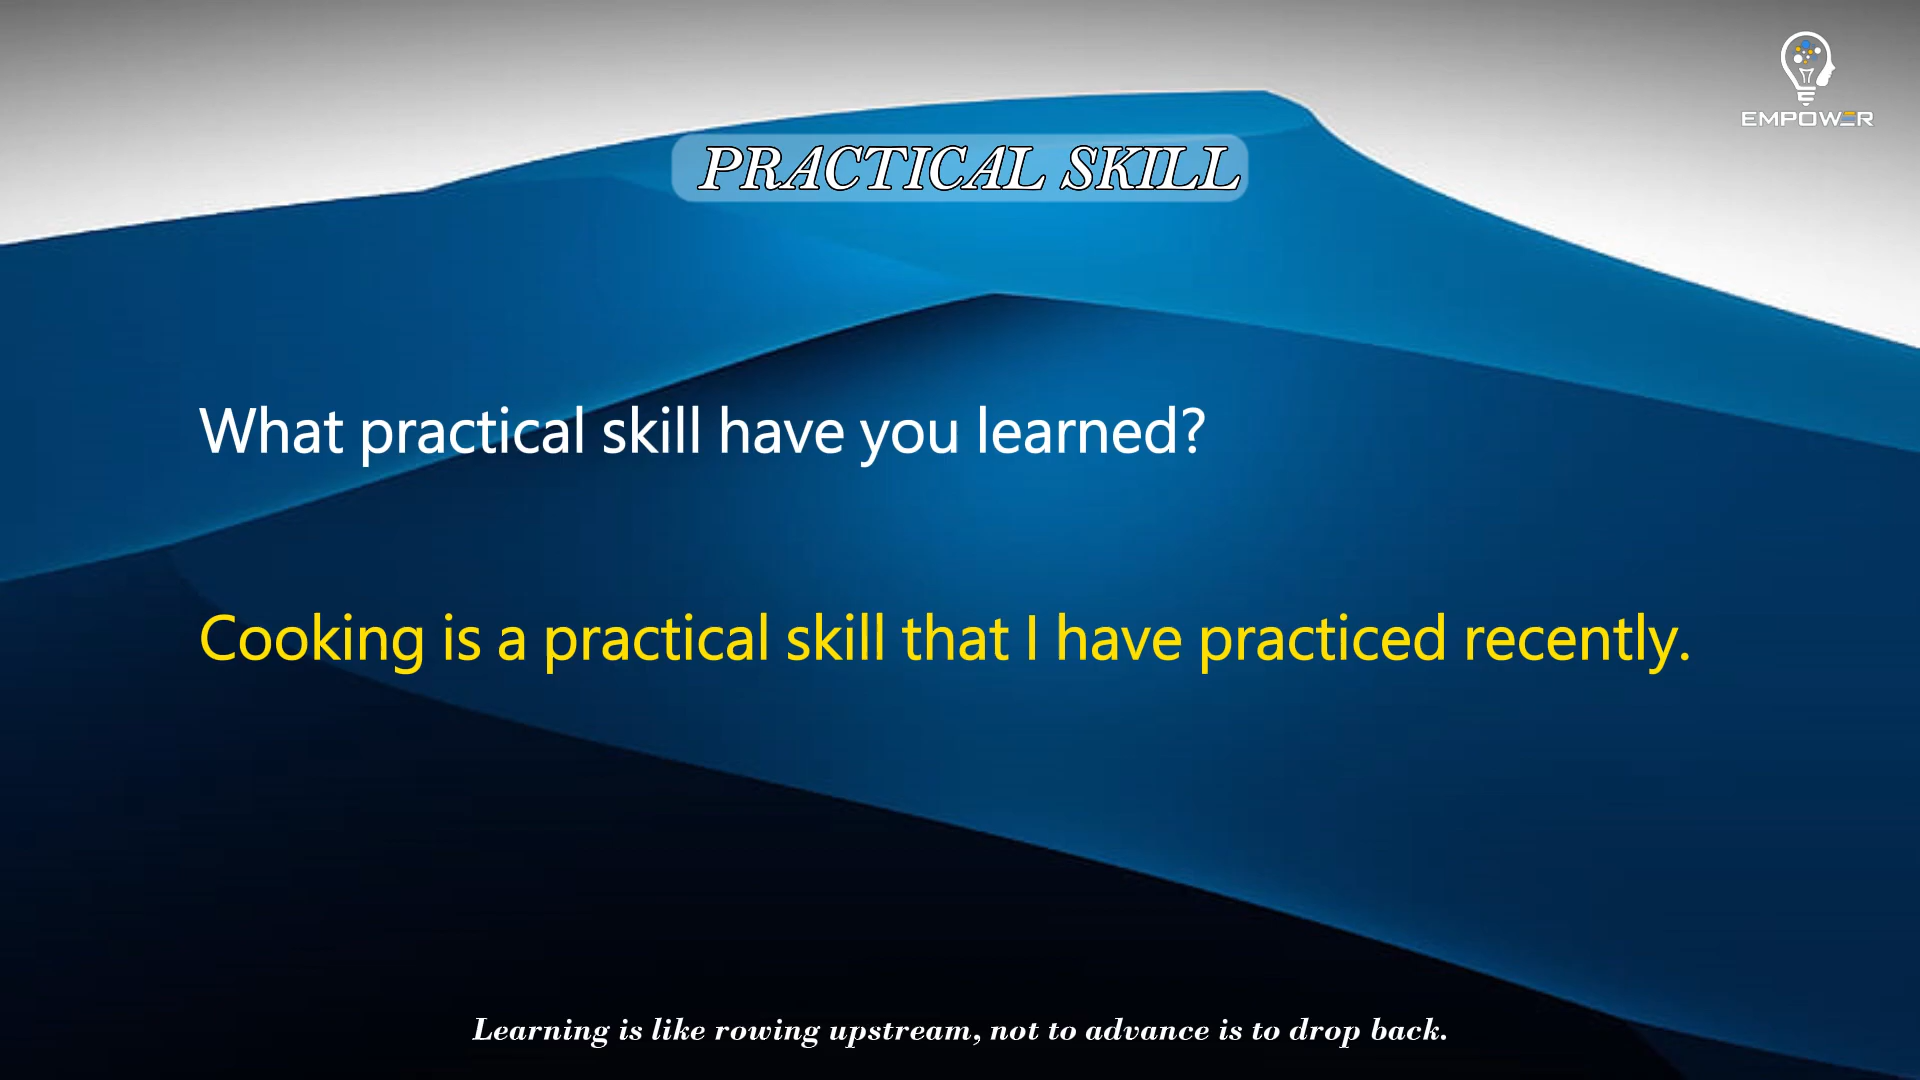 EMPOWER
PRACTICAL SKILL
What practical skill have you learned?
Cooking is a practical skill that I have practiced recently.
Learning is like rowing upstream, not to advance is to drop back.